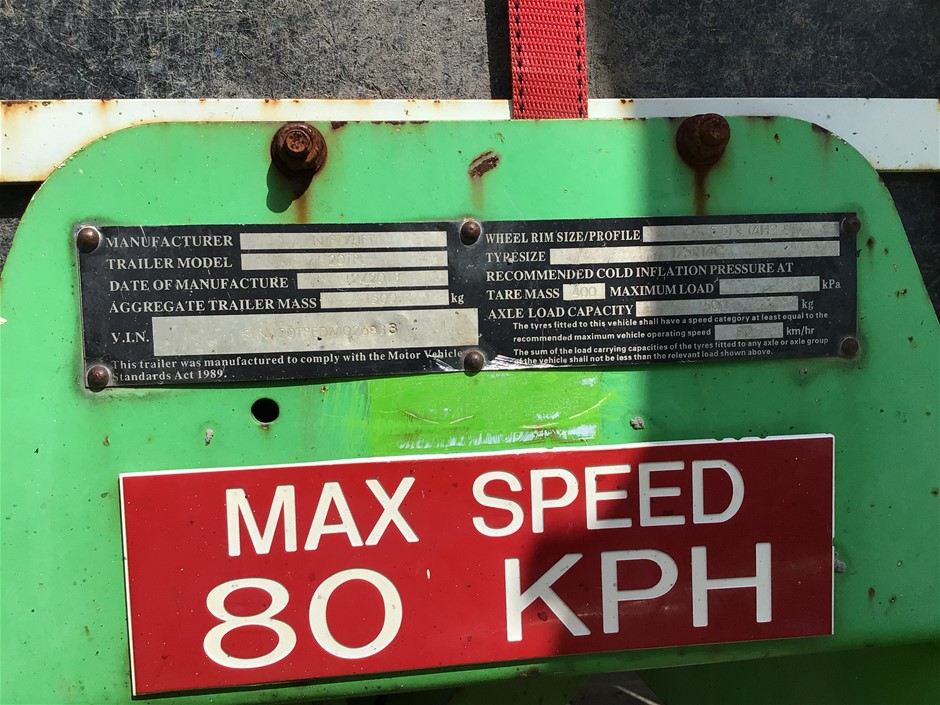 MANUFACTURER
TRAILER MODEL
DATE OF MANUFACTURE
AGGREGATE TRAILER MASS kg
V.I.N.
This trailer was manufactured to comply with the Motor Vehicle
Standards Act 1989.
WHEEL RIM SIZE/PROFILE
TYRESIZE
RECOMMENDED COLD INFLATION PRESSURE AT
TARE MASS 400 MAXIMUM LOAD kPa
AXLE LOAD CAPACITY kg
The tyres fitted to this vehicle shall have a speed category at least equal to the
recommended maximum vehicle operating speed km/hr
The sum of the load carrying capacities of the tyres fitted to any axle or axle group
of the vehicle shall not be less than the relevant load shown above.
MAX SPEED
80 KPH